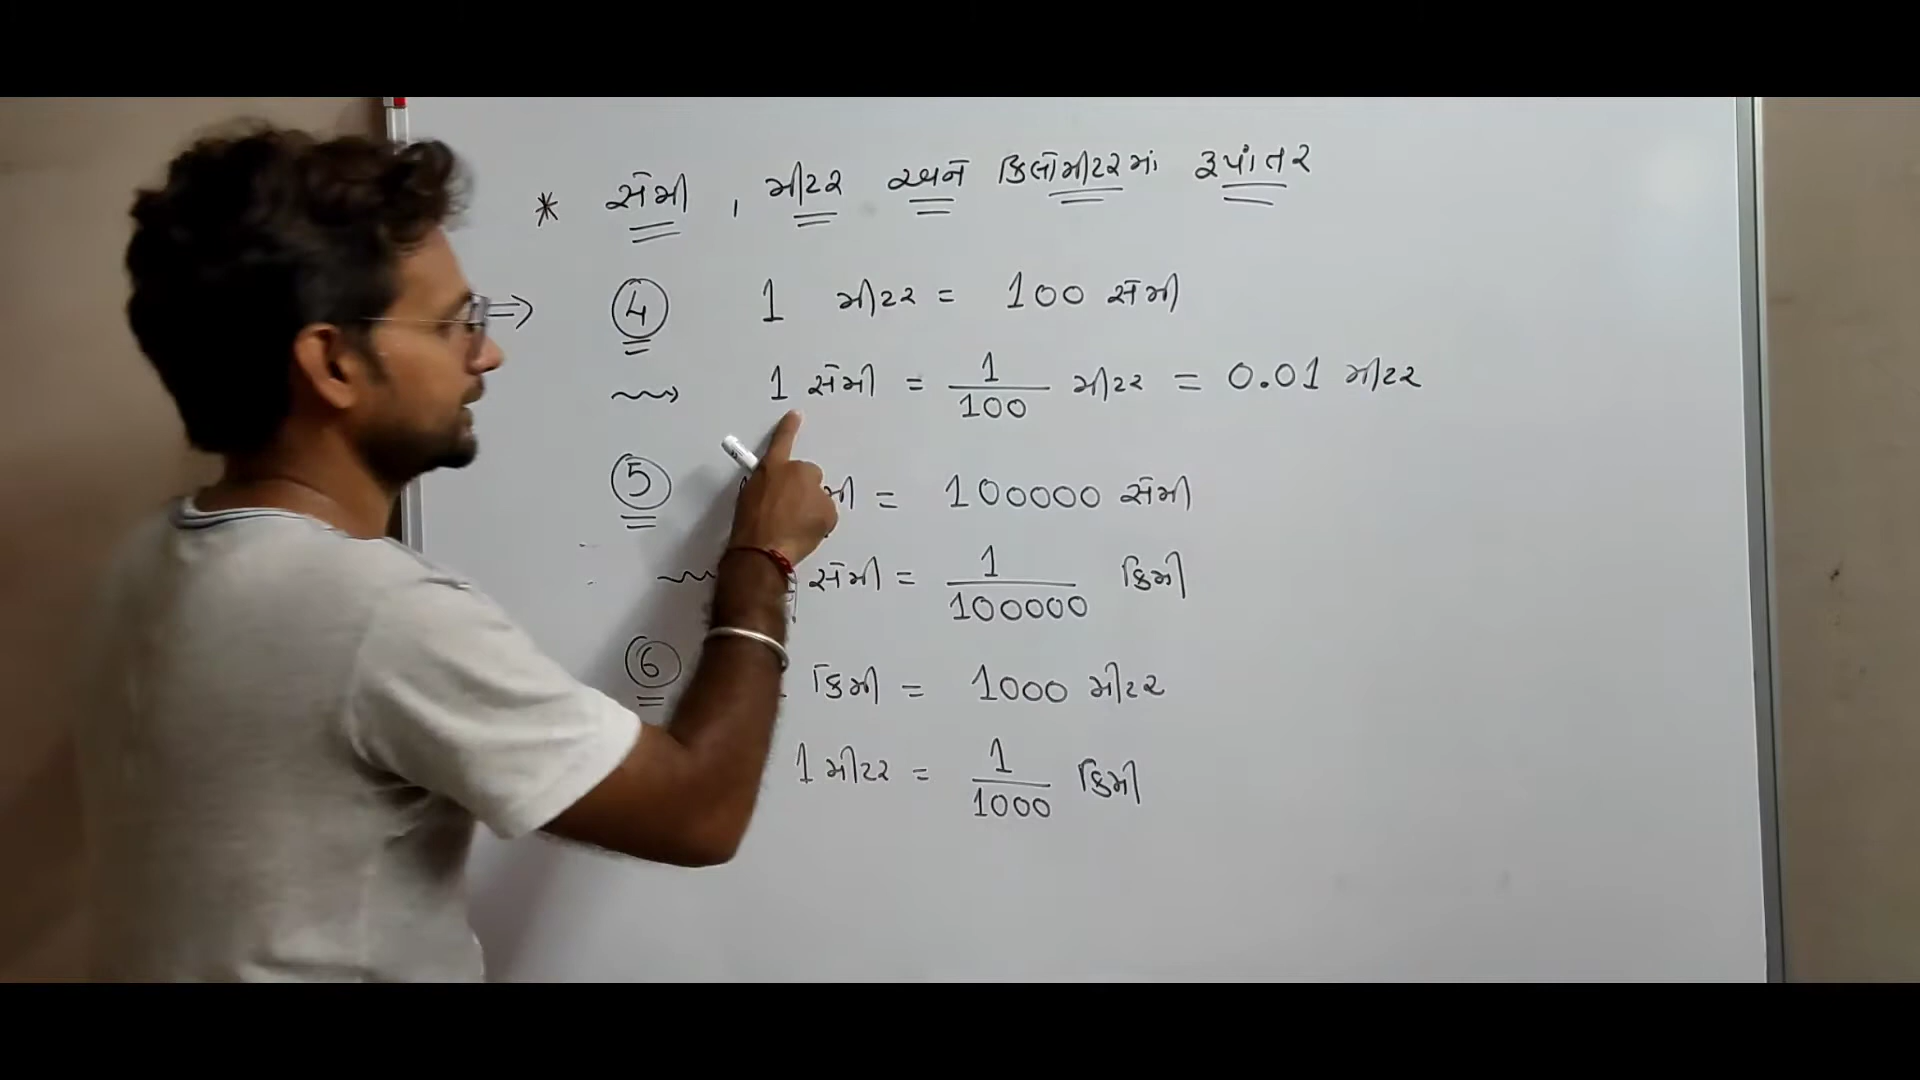 * સેમી , મીટર અને કિલોમીટરમાં રૂપાંતર
⇒ ④ 1 મીટર = 100 સેમી
1 સેમી = 1/100 મીટર = 0.01 મીટર
⑤ = 100000 સેમી
સેમી = 1/100000 કિમી
⑥ કિમી = 1000 મીટર
1 મીટર = 1/1000 કિમી